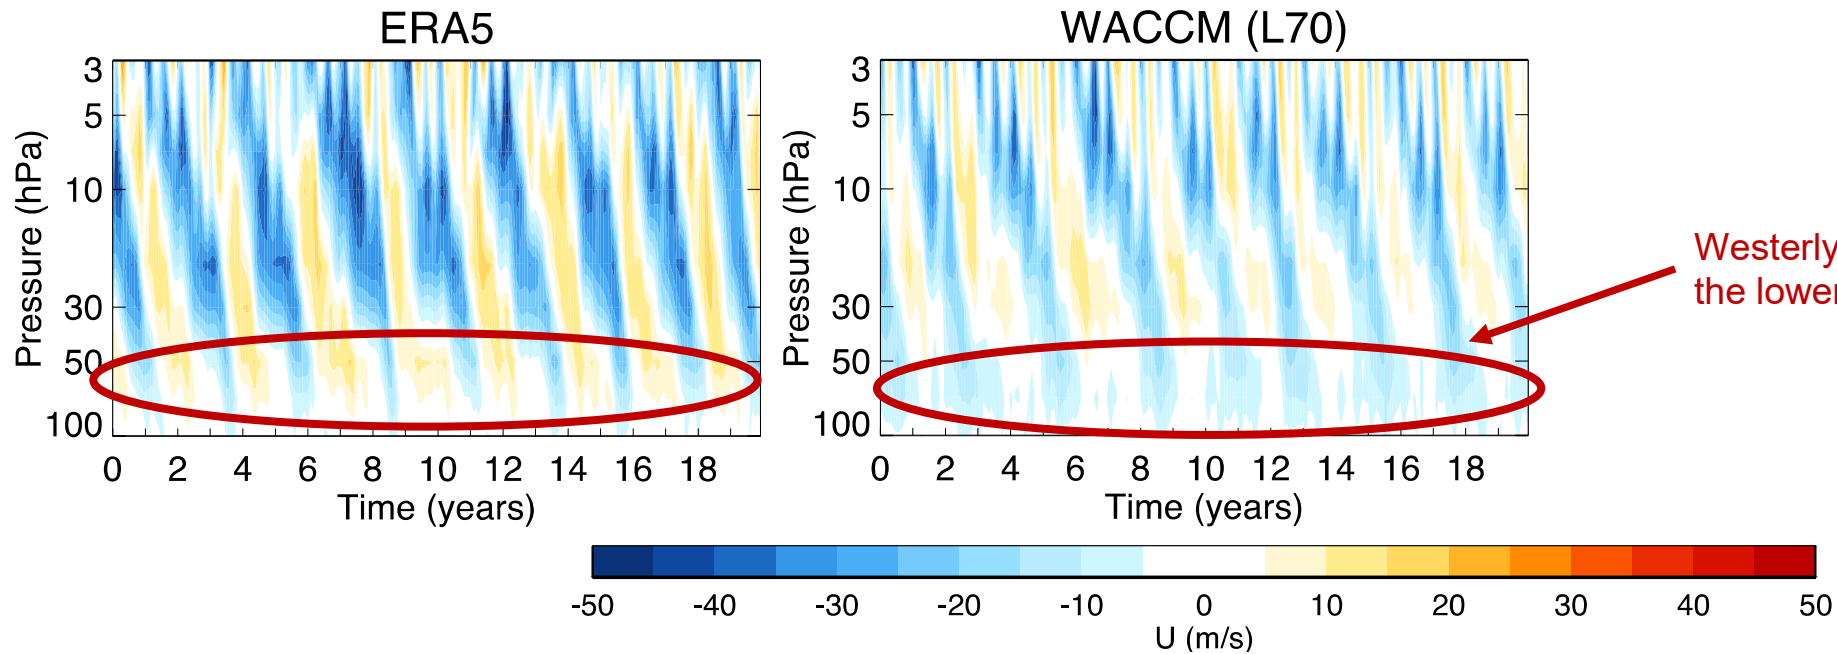 ERA5
WACCM (L70)
Pressure (hPa)
3
5
10
30
50
100
0 2 4 6 8 10 12 14 16 18
Time (years)
Pressure (hPa)
3
5
10
30
50
100
0 2 4 6 8 10 12 14 16 18
Time (years)
Westerly
the lower
-50 -40 -30 -20 -10 0 10 20 30 40 50
U (m/s)